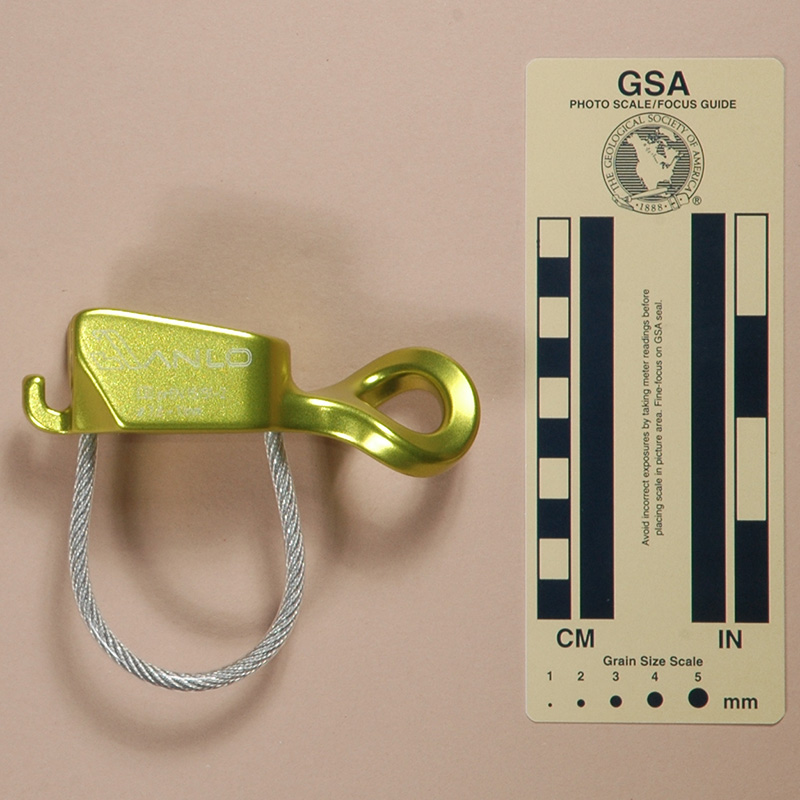 ANLO
GSA
PHOTO SCALE/FOCUS GUIDE
THE GEOLOGICAL SOCIETY OF AMERICA
1888
®
Avoid incorrect exposures by taking meter readings before
placing scale in picture area. Fine-focus on GSA seal.
CM
IN
Grain Size Scale
1 2 3 4 5
mm